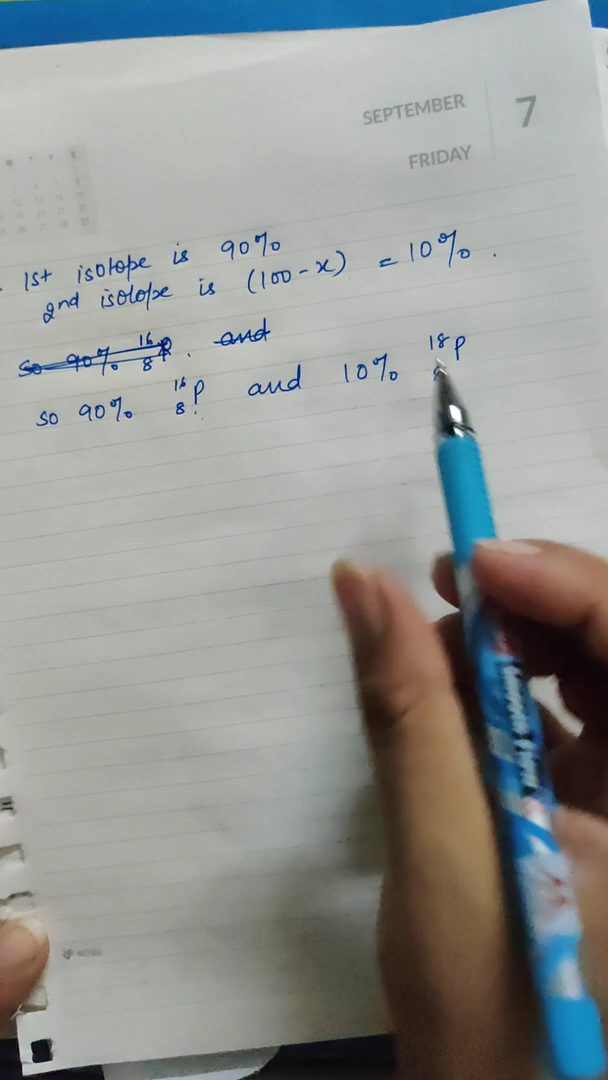 SEPTEMBER 7
FRIDAY
1st isotope is 90%
2nd isotope is (100-x) = 10%.
so 90% 16 8 P. and
so 90% 16 8 P and 10% 18 P
NOTES